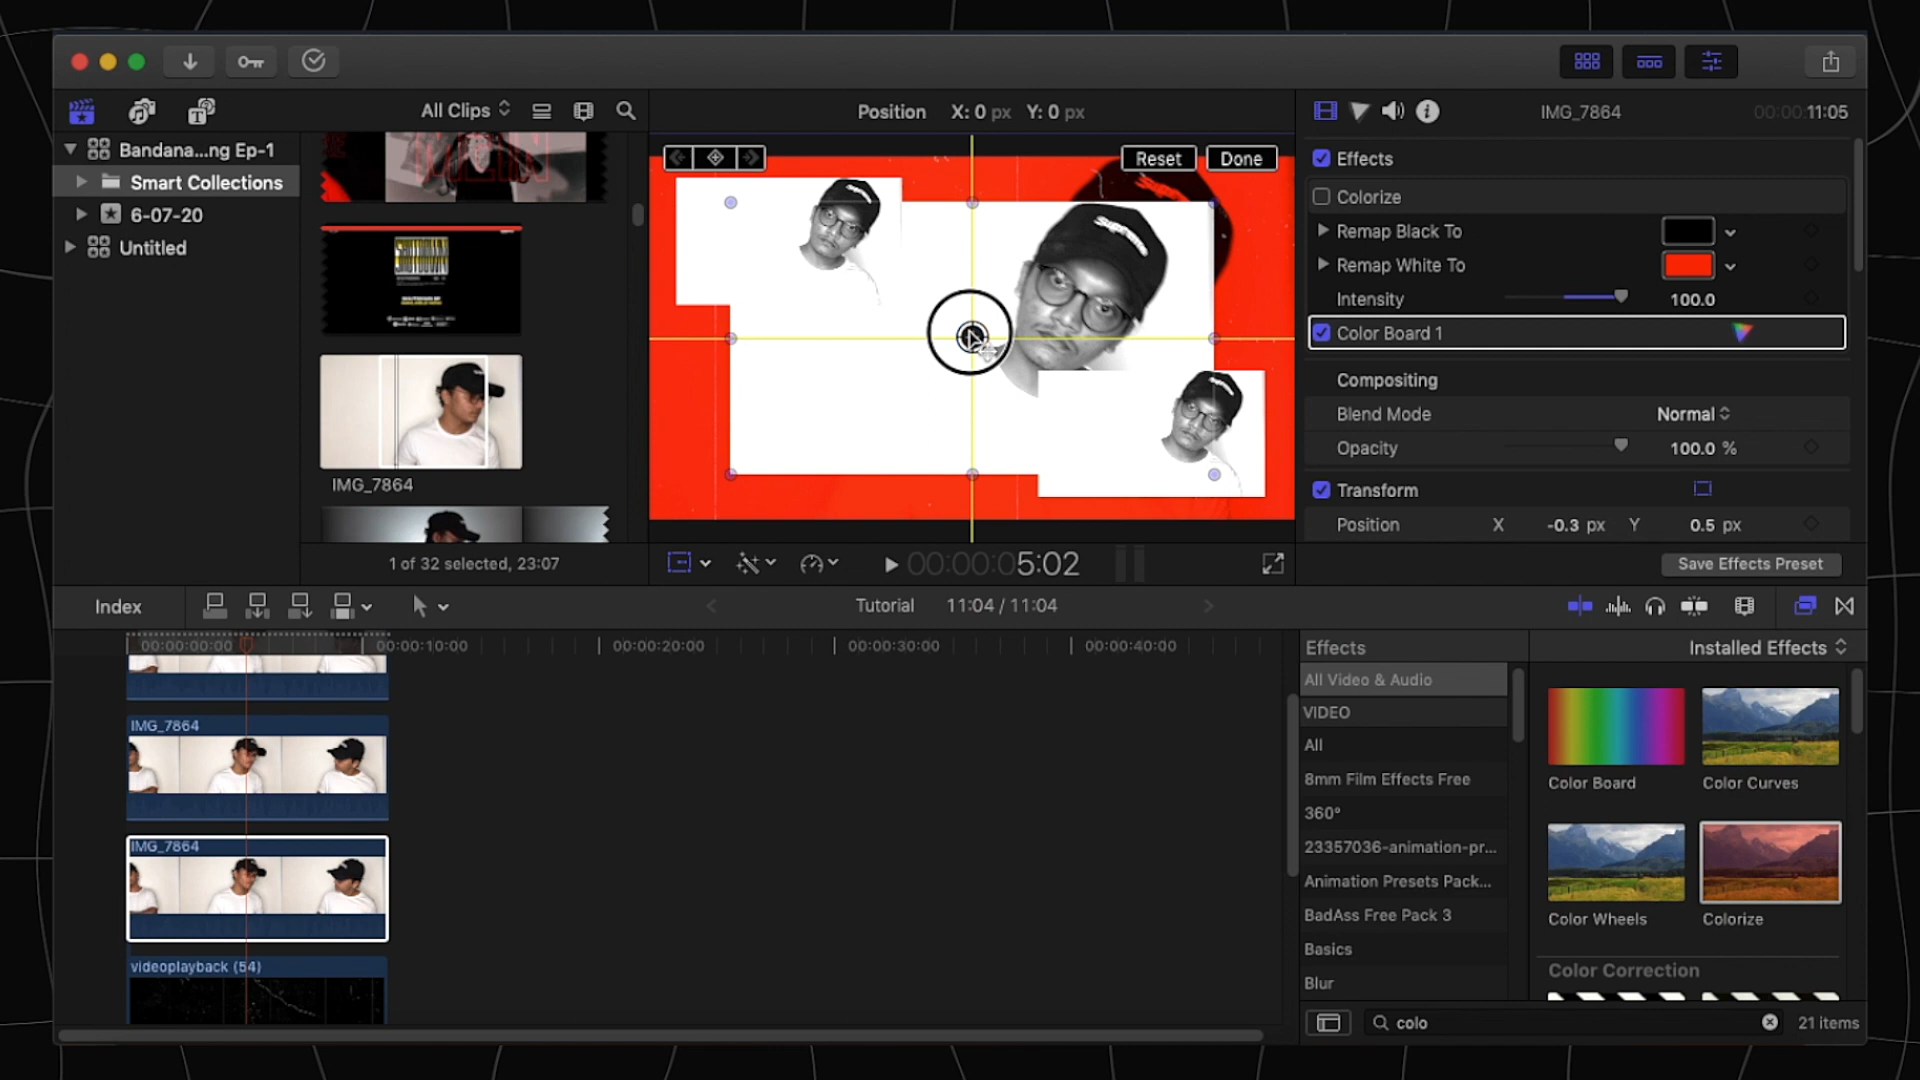 All Clips
Position X: 0 px Y: 0 px
IMG_7864
00:00:00:11:05
Bandana...ng Ep-1
Smart Collections
6-07-20
Untitled
IMG_7864
1 of 32 selected, 23:07
Reset
Done
Supreme
Effects
Colorize
Remap Black To
Remap White To
Intensity 100.0
Color Board 1
Compositing
Blend Mode Normal
Opacity 100.0 %
Transform
Position X -0.3 px Y 0.5 px
Save Effects Preset
00:00:05:02
Index
Tutorial 11:04 / 11:04
00:00:00:00
00:00:10:00
00:00:20:00
00:00:30:00
00:00:40:00
IMG_7864
IMG_7864
videoplayback (54)
Effects
Installed Effects
All Video & Audio
VIDEO
All
8mm Film Effects Free
360°
23357036-animation-pr...
Animation Presets Pack...
BadAss Free Pack 3
Basics
Blur
Color Board
Color Curves
Color Wheels
Colorize
Color Correction
colo
21 items